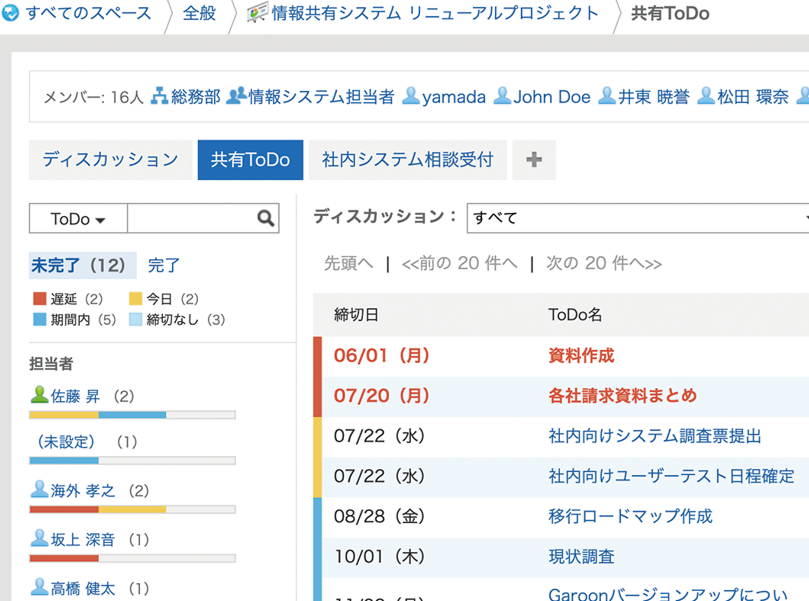 すべてのスペース 全般 情報共有システム リニューアルプロジェクト 共有ToDo
メンバー: 16人 総務部 情報システム担当者 yamada John Doe 井東 暁誉 松田 環奈
ディスカッション 共有ToDo 社内システム相談受付 +
ToDo
ディスカッション： すべて
未完了（12） 完了
先頭へ | <<前の 20 件へ |次の 20 件へ>>
遅延（2） 今日（2）
期間内（5） 締切なし（3）
締切日 ToDo名
担当者
佐藤 昇 （2）
（未設定）（1）
海外 孝之 （2）
坂上 深音 （1）
高橋 健太 （1）
06/01（月） 資料作成
07/20（月） 各社請求資料まとめ
07/22（水） 社内向けシステム調査票提出
07/22（水） 社内向けユーザーテスト日程確定
08/28（金） 移行ロードマップ作成
10/01（木） 現状調査
Garoonバージョンアップについ